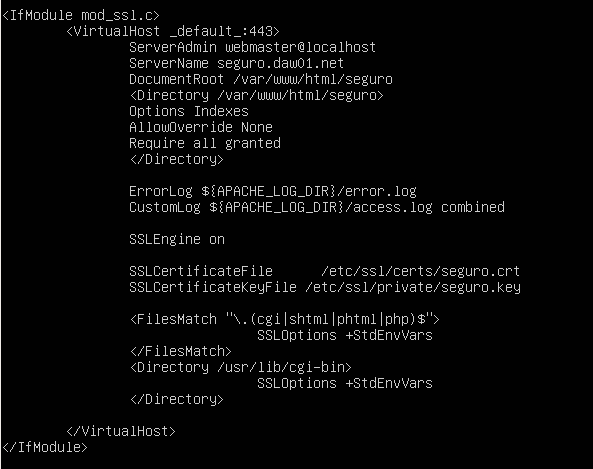 <IfModule mod_ssl.c>
<VirtualHost _default_:443>
ServerAdmin webmaster@localhost
ServerName seguro.daw01.net
DocumentRoot /var/www/html/seguro
<Directory /var/www/html/seguro>
Options Indexes
AllowOverride None
Require all granted
</Directory>
ErrorLog ${APACHE_LOG_DIR}/error.log
CustomLog ${APACHE_LOG_DIR}/access.log combined
SSLEngine on
SSLCertificateFile /etc/ssl/certs/seguro.crt
SSLCertificateKeyFile /etc/ssl/private/seguro.key
<FilesMatch "\.(cgi|shtml|phtml|php)$">
SSLOptions +StdEnvVars
</FilesMatch>
<Directory /usr/lib/cgi-bin>
SSLOptions +StdEnvVars
</Directory>
</VirtualHost>
</IfModule>